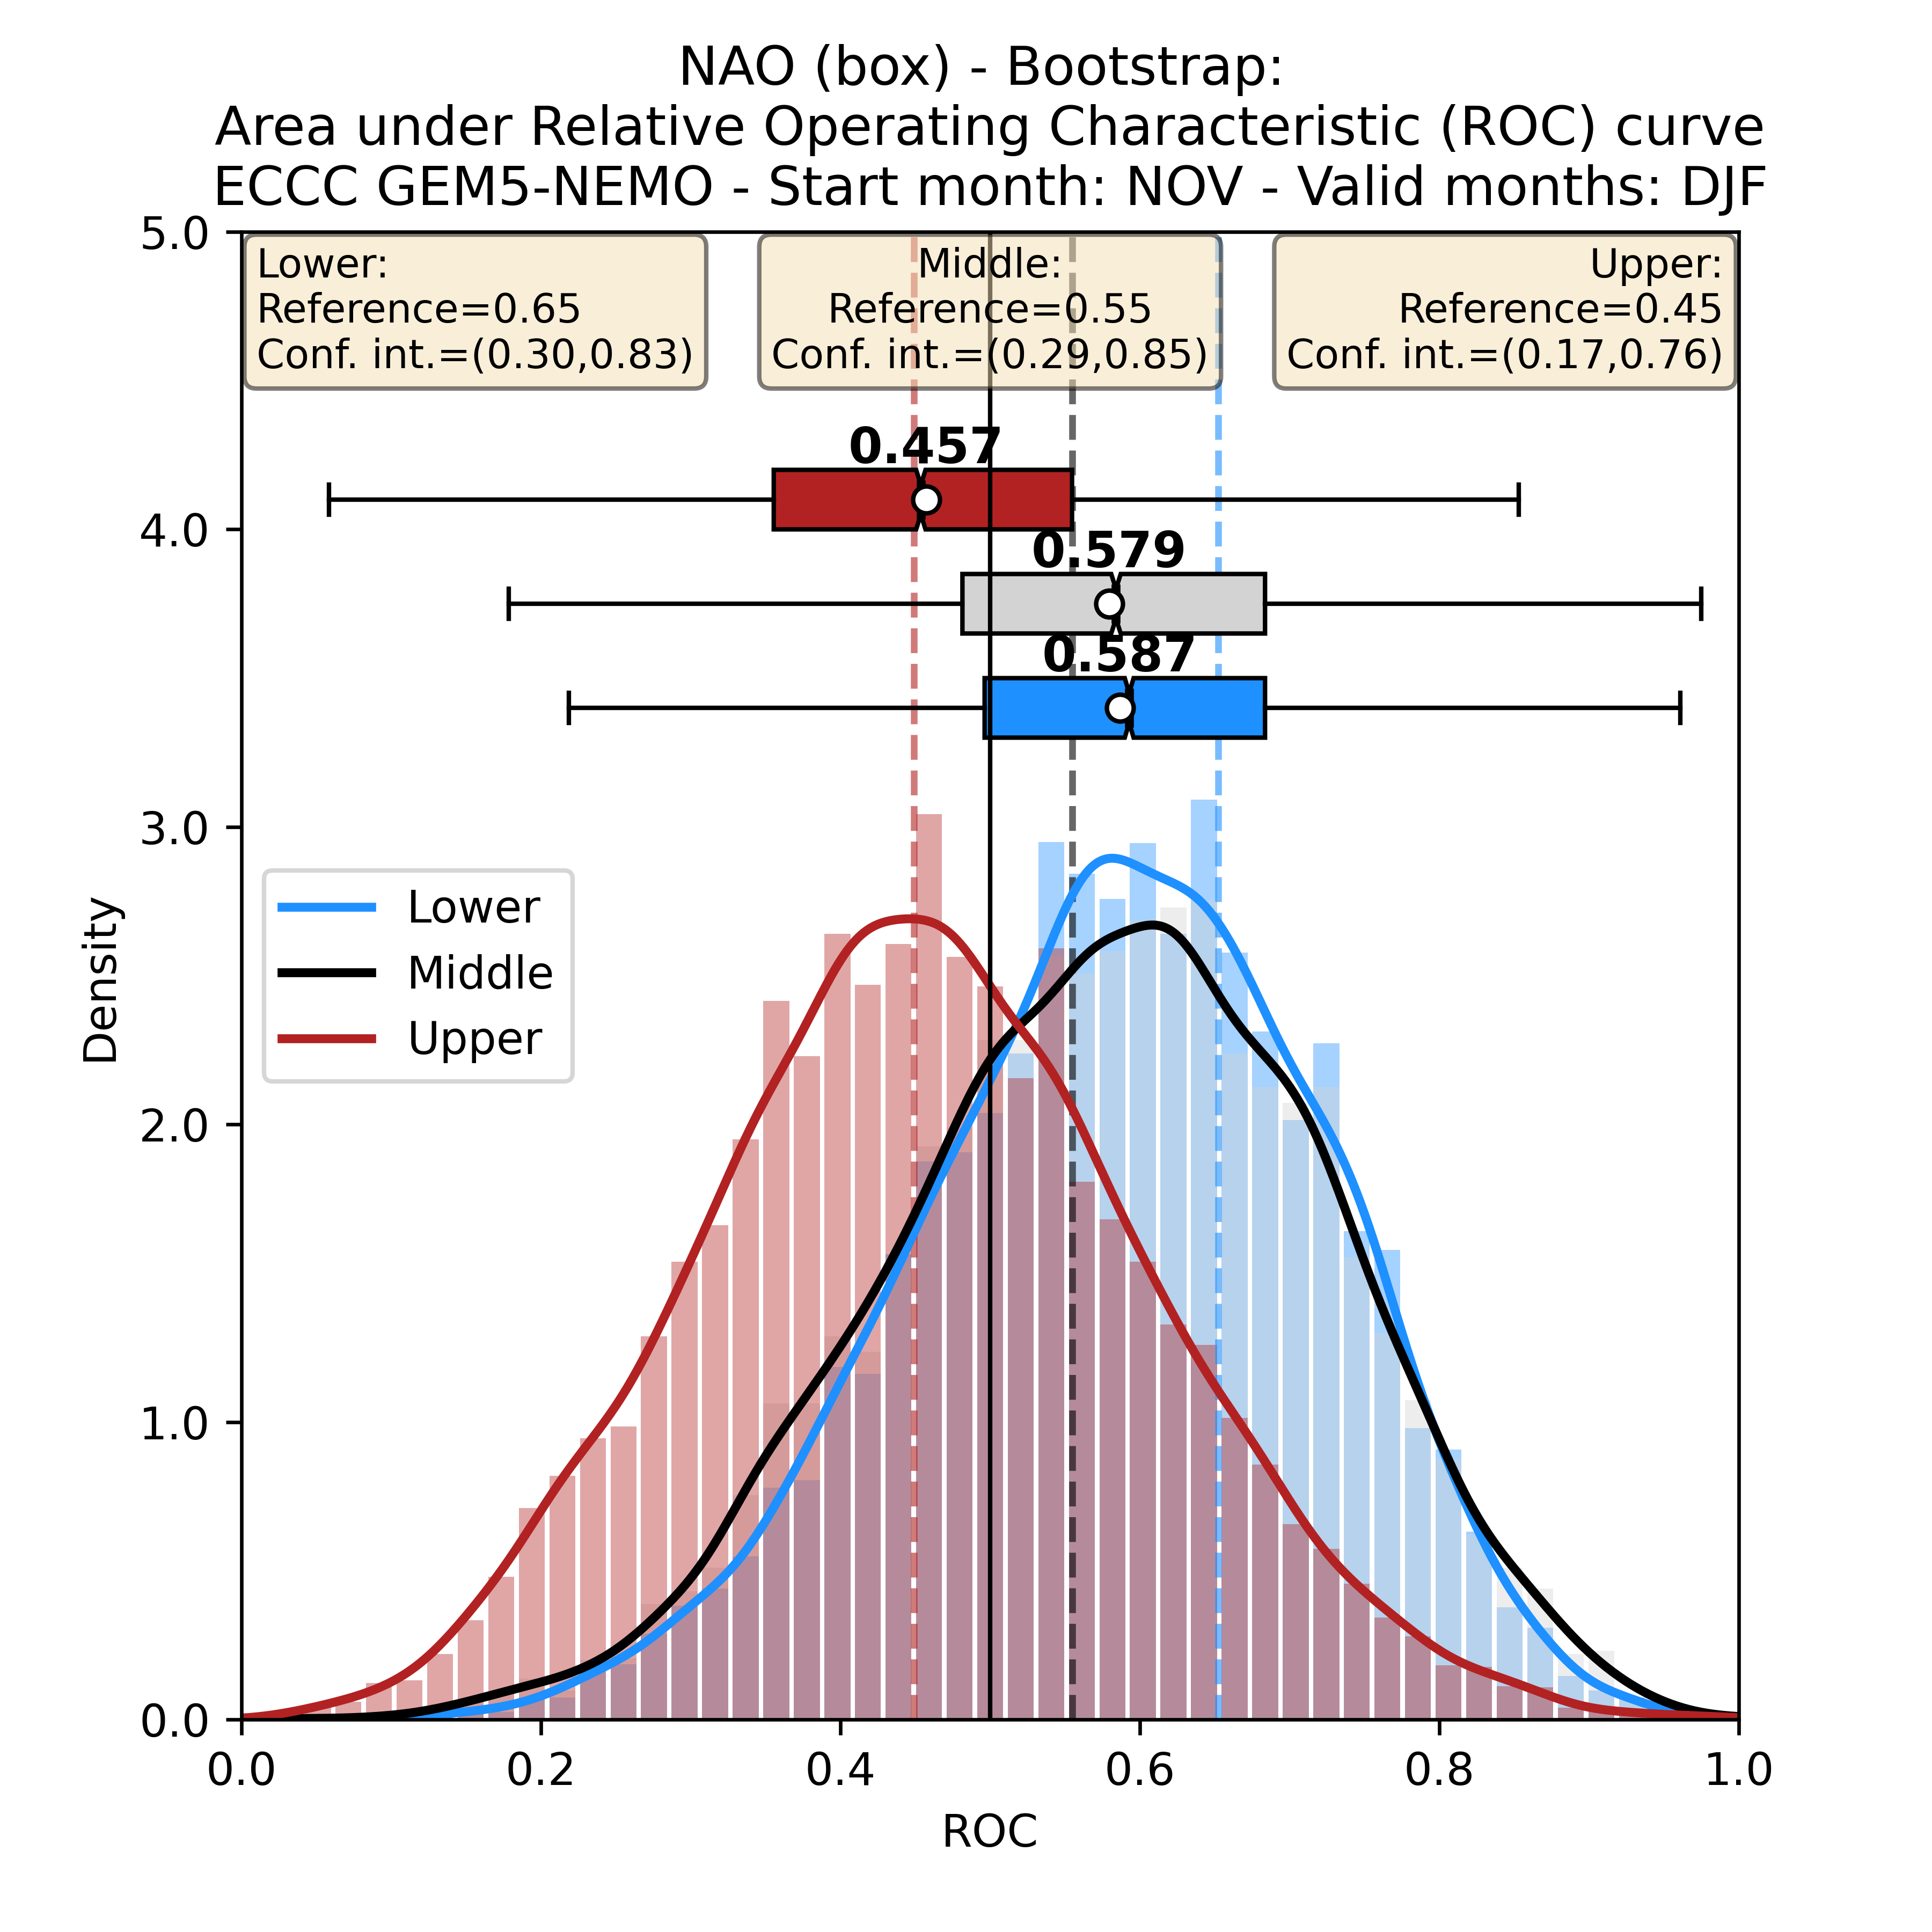 NAO (box) - Bootstrap:
Area under Relative Operating Characteristic (ROC) curve
ECCC GEM5-NEMO - Start month: NOV - Valid months: DJF
Lower:
Reference=0.65
Conf. int.=(0.30,0.83)
Middle:
Reference=0.55
Conf. int.=(0.29,0.85)
Upper:
Reference=0.45
Conf. int.=(0.17,0.76)
0.457
0.579
0.587
Lower
Middle
Upper
Density
5.0
4.0
3.0
2.0
1.0
0.0
0.0 0.2 0.4 0.6 0.8 1.0
ROC